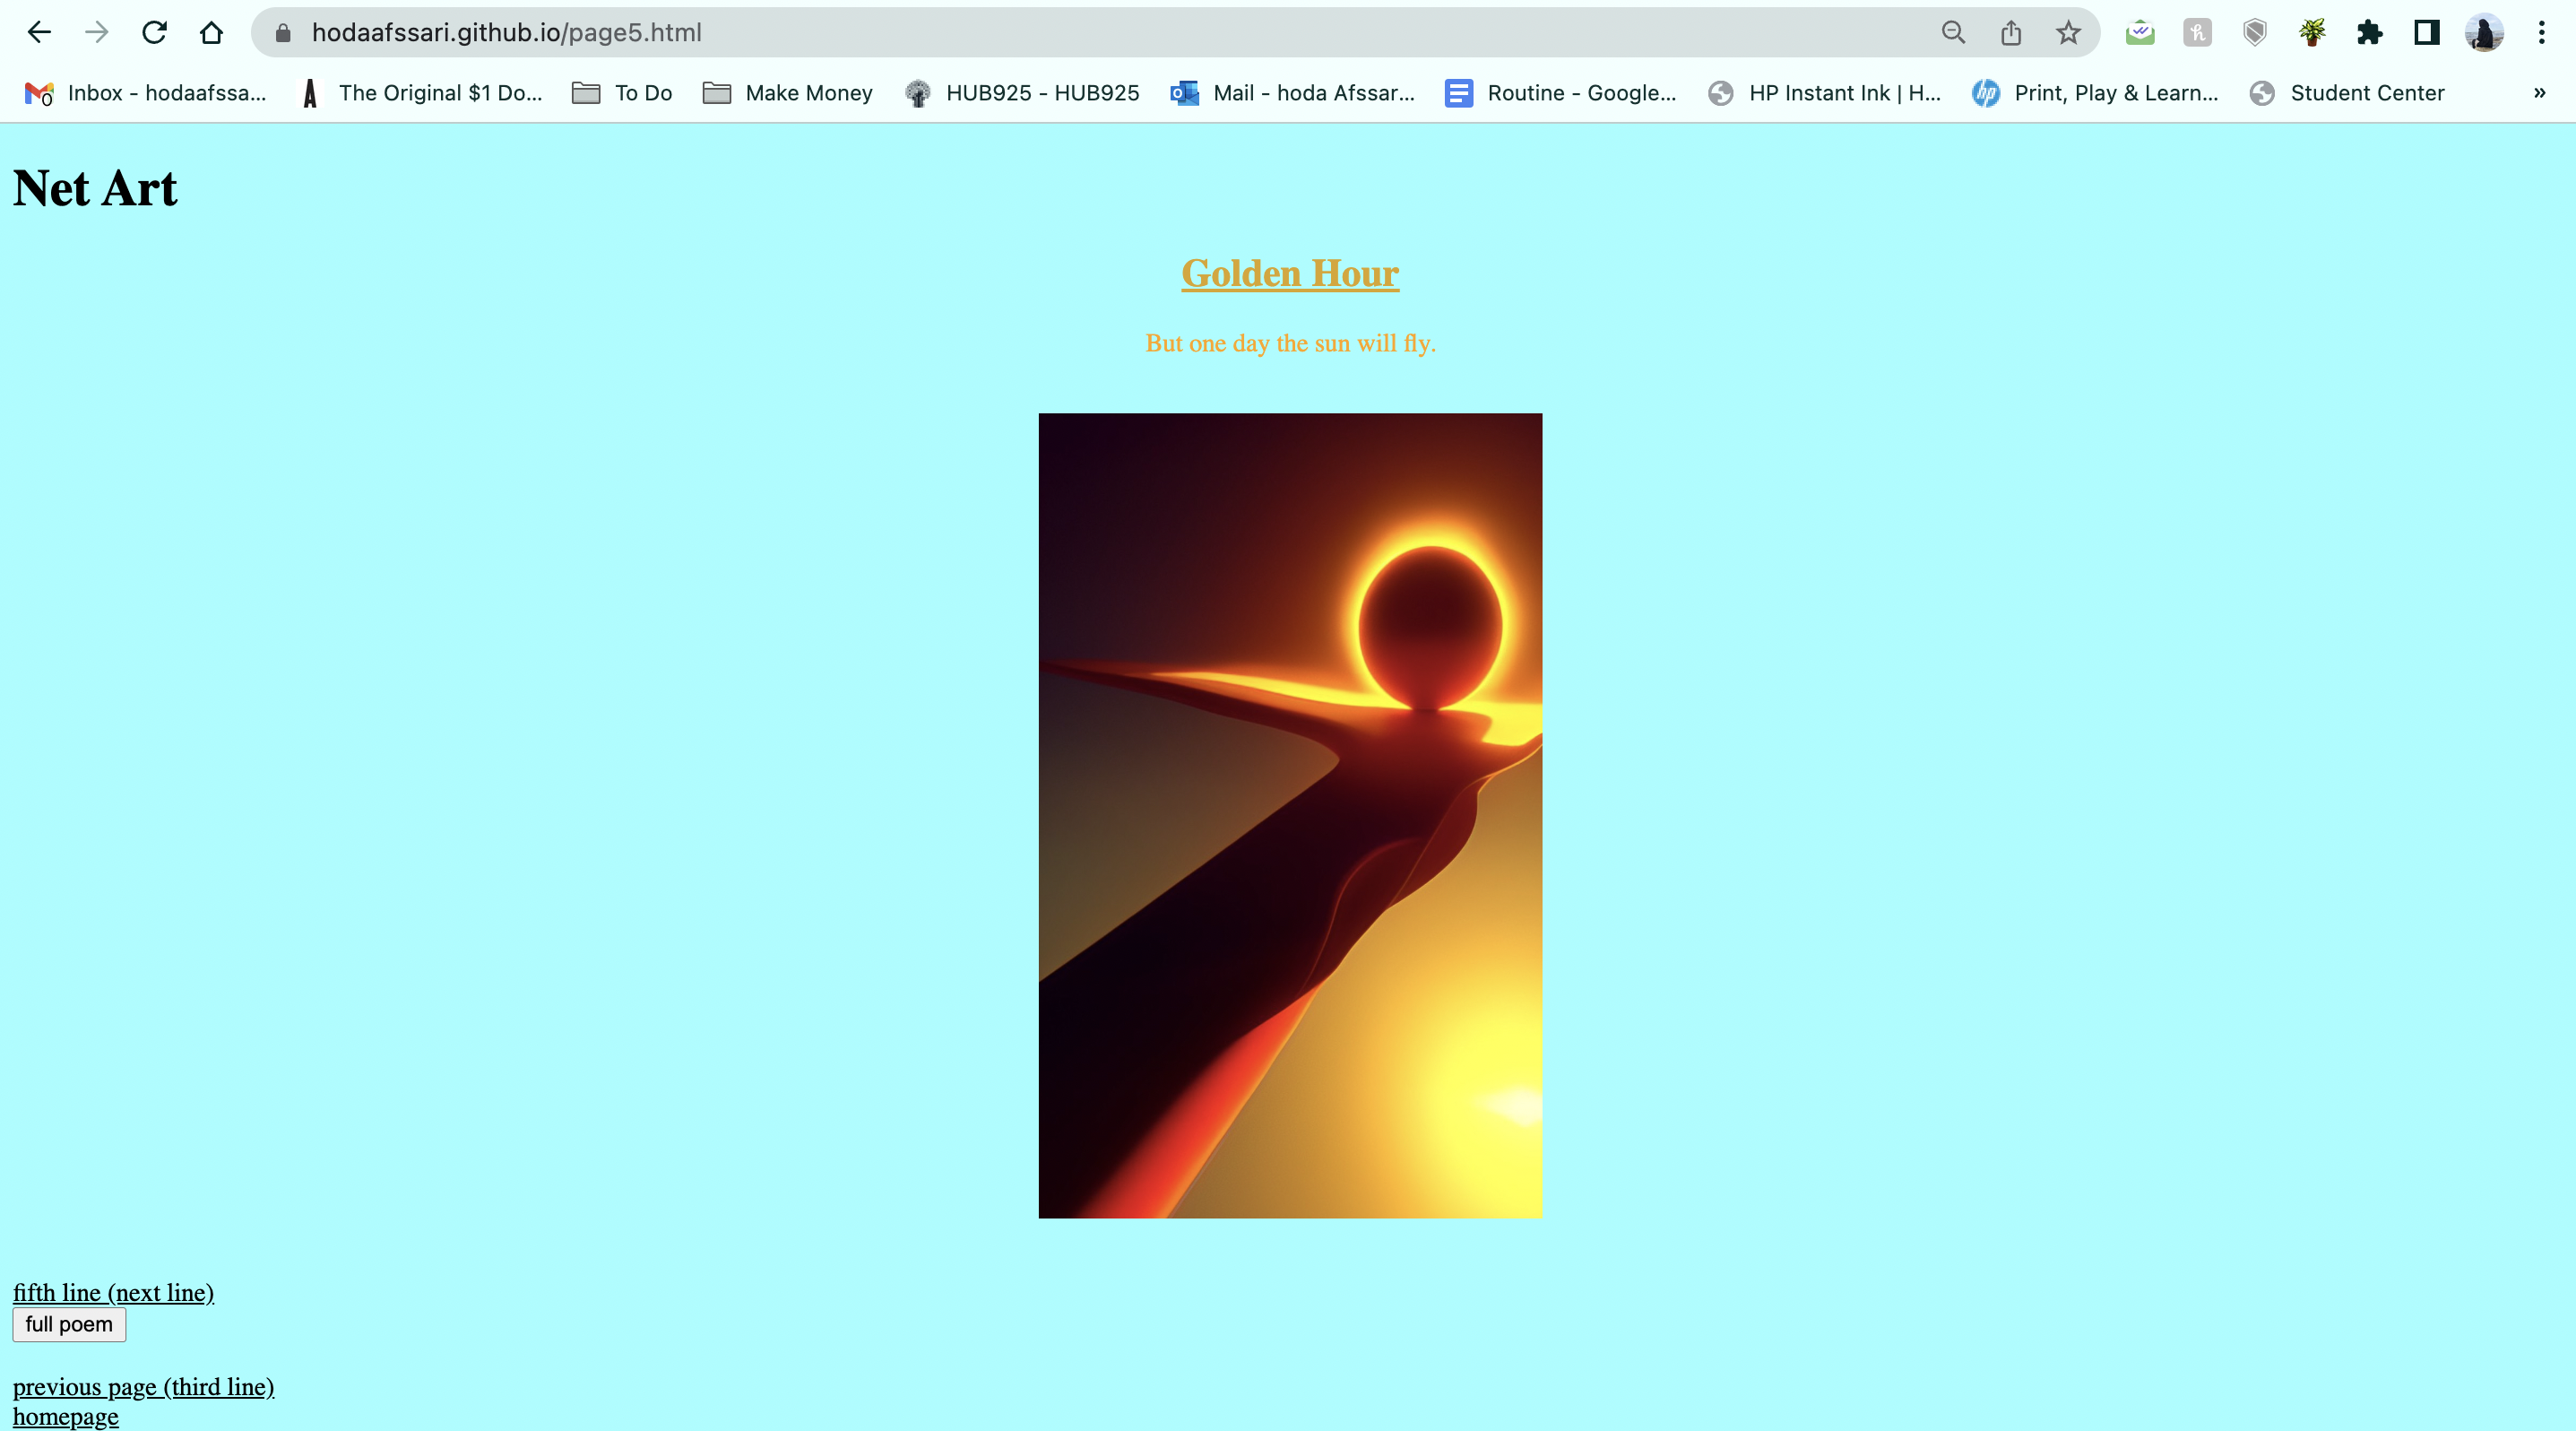 hodaafssari.github.io/page5.html
Inbox - hodaafssa... The Original $1 Do... To Do Make Money HUB925 - HUB925 Mail - hoda Afssar... Routine - Google... HP Instant Ink | H... Print, Play & Learn... Student Center »
Net Art
Golden Hour
But one day the sun will fly.
fifth line (next line)
full poem
previous page (third line)
homepage